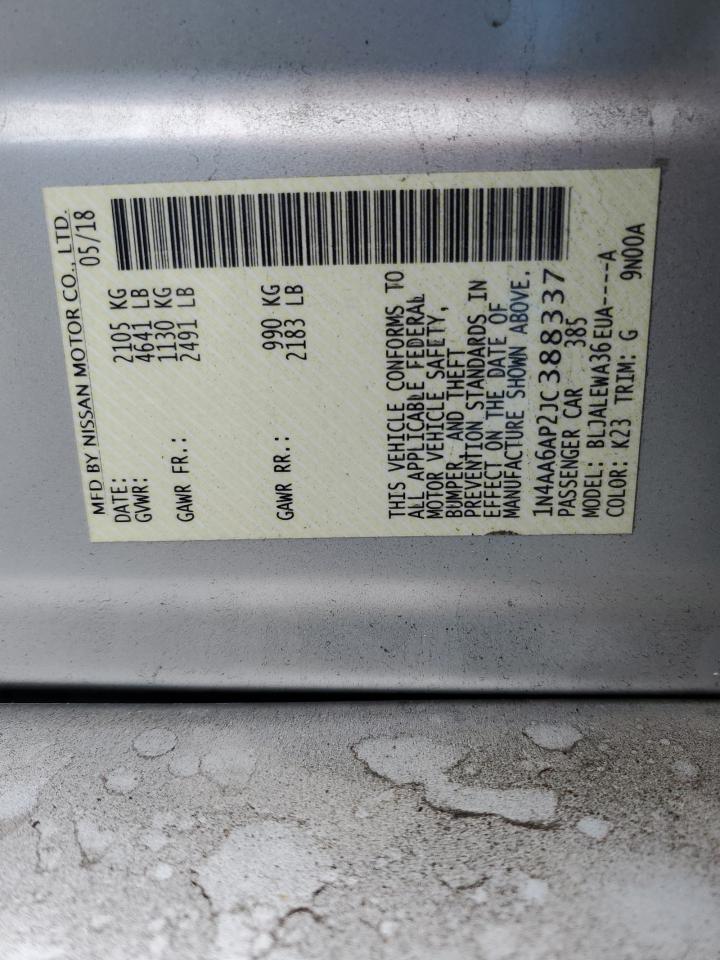 MFD BY NISSAN MOTOR CO., LTD.
DATE: 05/18
GVWR: 2105 KG
4641 LB
GAWR FR.: 1130 KG
2491 LB
GAWR RR.: 990 KG
2183 LB
THIS VEHICLE CONFORMS TO
ALL APPLICABLE FEDERAL
MOTOR VEHICLE SAFETY,
BUMPER, AND THEFT
PREVENTION STANDARDS IN
EFFECT ON THE DATE OF
MANUFACTURE SHOWN ABOVE.
1N4AA6AP2JC388337
PASSENGER CAR 385
MODEL: BLJALEWA36EUA----A
COLOR: K23 TRIM: G 9N00A